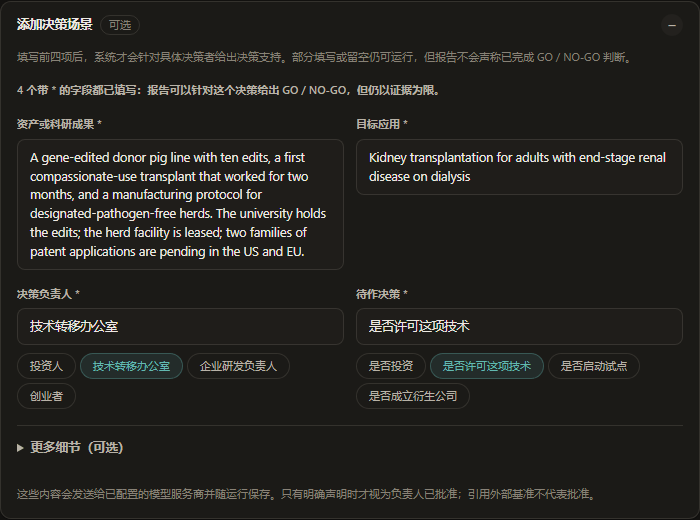 添加决策场景 可选
填写前四项后，系统才会针对具体决策者给出决策支持。部分填写或留空仍可运行，但报告不会声称已完成 GO / NO-GO 判断。
4 个带 * 的字段都已填写：报告可以针对这个决策给出 GO / NO-GO，但仍以证据为限。
资产或科研成果 *
A gene-edited donor pig line with ten edits, a first
compassionate-use transplant that worked for two
months, and a manufacturing protocol for
designated-pathogen-free herds. The university holds
the edits; the herd facility is leased; two families of
patent applications are pending in the US and EU.
目标应用 *
Kidney transplantation for adults with end-stage renal
disease on dialysis
决策负责人 *
技术转移办公室
投资人 技术转移办公室 企业研发负责人
创业者
待作决策 *
是否许可这项技术
是否投资 是否许可这项技术 是否启动试点
是否成立衍生公司
▶ 更多细节（可选）
这些内容会发送给已配置的模型服务商并随运行保存。只有明确声明时才视为负责人已批准；引用外部基准不代表批准。